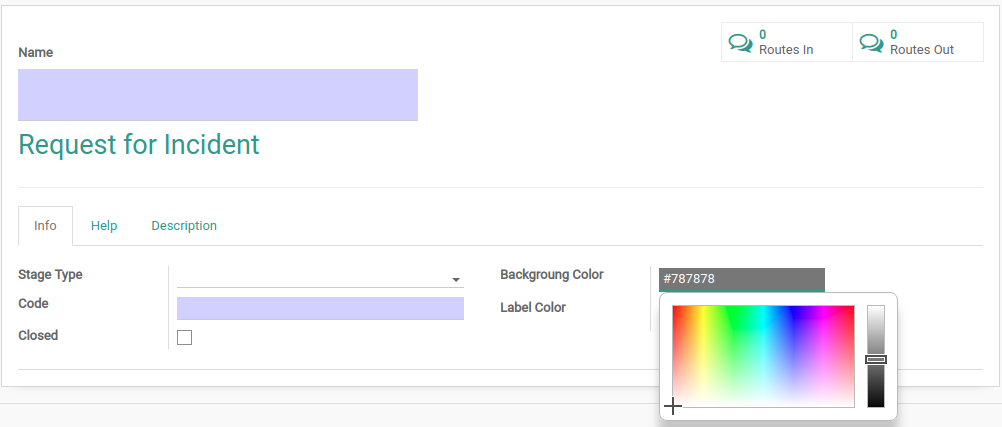 Name
0
Routes In
0
Routes Out
Request for Incident
Info
Help
Description
Stage Type
Code
Closed
Backgroung Color
#787878
Label Color